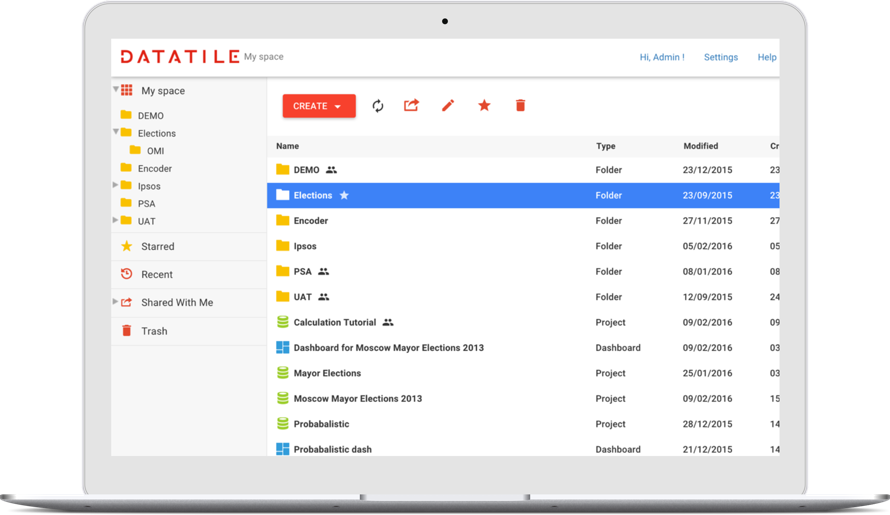 DATATILE My space Hi, Admin ! Settings Help
My space
DEMO
Elections
OMI
Encoder
Ipsos
PSA
UAT
Starred
Recent
Shared With Me
Trash
CREATE
Name Type Modified Cr
DEMO Folder 23/12/2015 23
Elections Folder 23/09/2015 23
Encoder Folder 27/11/2015 27
Ipsos Folder 05/02/2016 05
PSA Folder 08/01/2016 08
UAT Folder 12/09/2015 24
Calculation Tutorial Project 09/02/2016 09
Dashboard for Moscow Mayor Elections 2013 Dashboard 09/02/2016 03
Mayor Elections Project 25/01/2016 03
Moscow Mayor Elections 2013 Project 09/02/2016 15
Probabalistic Project 28/12/2015 14
Probabalistic dash Dashboard 21/12/2015 14